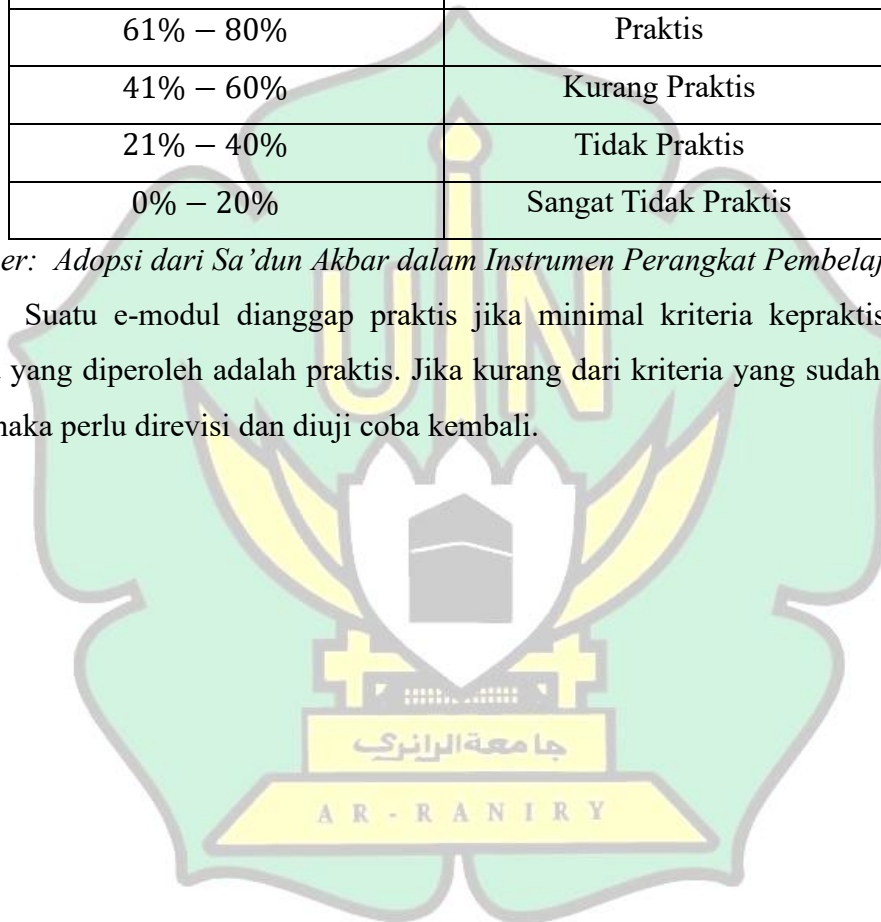 61% – 80% Praktis
41% – 60% Kurang Praktis
21% – 40% Tidak Praktis
0% – 20% Sangat Tidak Praktis
er: Adopsi dari Sa’dun Akbar dalam Instrumen Perangkat Pembelaj
Suatu e-modul dianggap praktis jika minimal kriteria kepraktis
yang diperoleh adalah praktis. Jika kurang dari kriteria yang sudah
naka perlu direvisi dan diuji coba kembali.
UIN
جامعةالرانري
AR-RANIRY